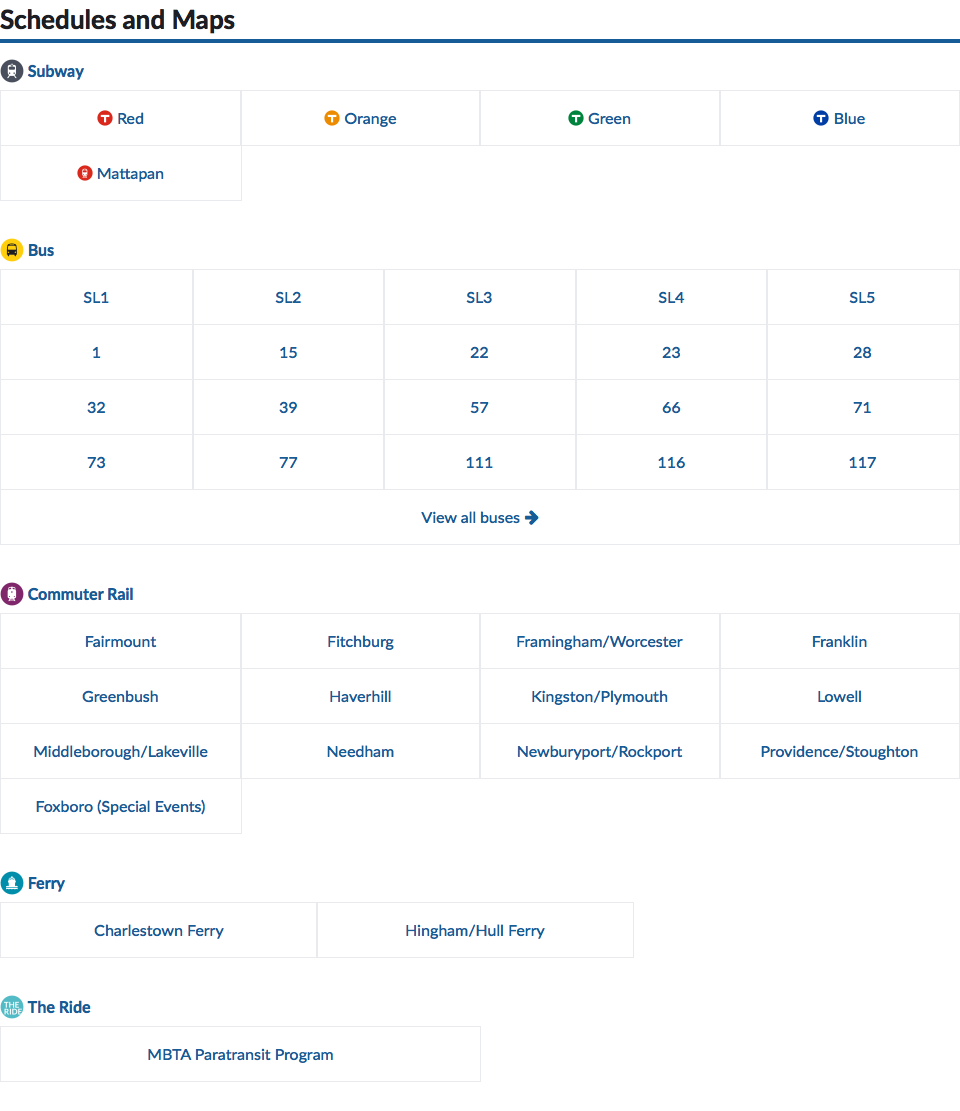 Schedules and Maps
Subway
T Red T Orange T Green T Blue
Mattapan
Bus
SL1 SL2 SL3 SL4 SL5
1 15 22 23 28
32 39 57 66 71
73 77 111 116 117
View all buses
Commuter Rail
Fairmount Fitchburg Framingham/Worcester Franklin
Greenbush Haverhill Kingston/Plymouth Lowell
Middleborough/Lakeville Needham Newburyport/Rockport Providence/Stoughton
Foxboro (Special Events)
Ferry
Charlestown Ferry Hingham/Hull Ferry
THE RIDE The Ride
MBTA Paratransit Program